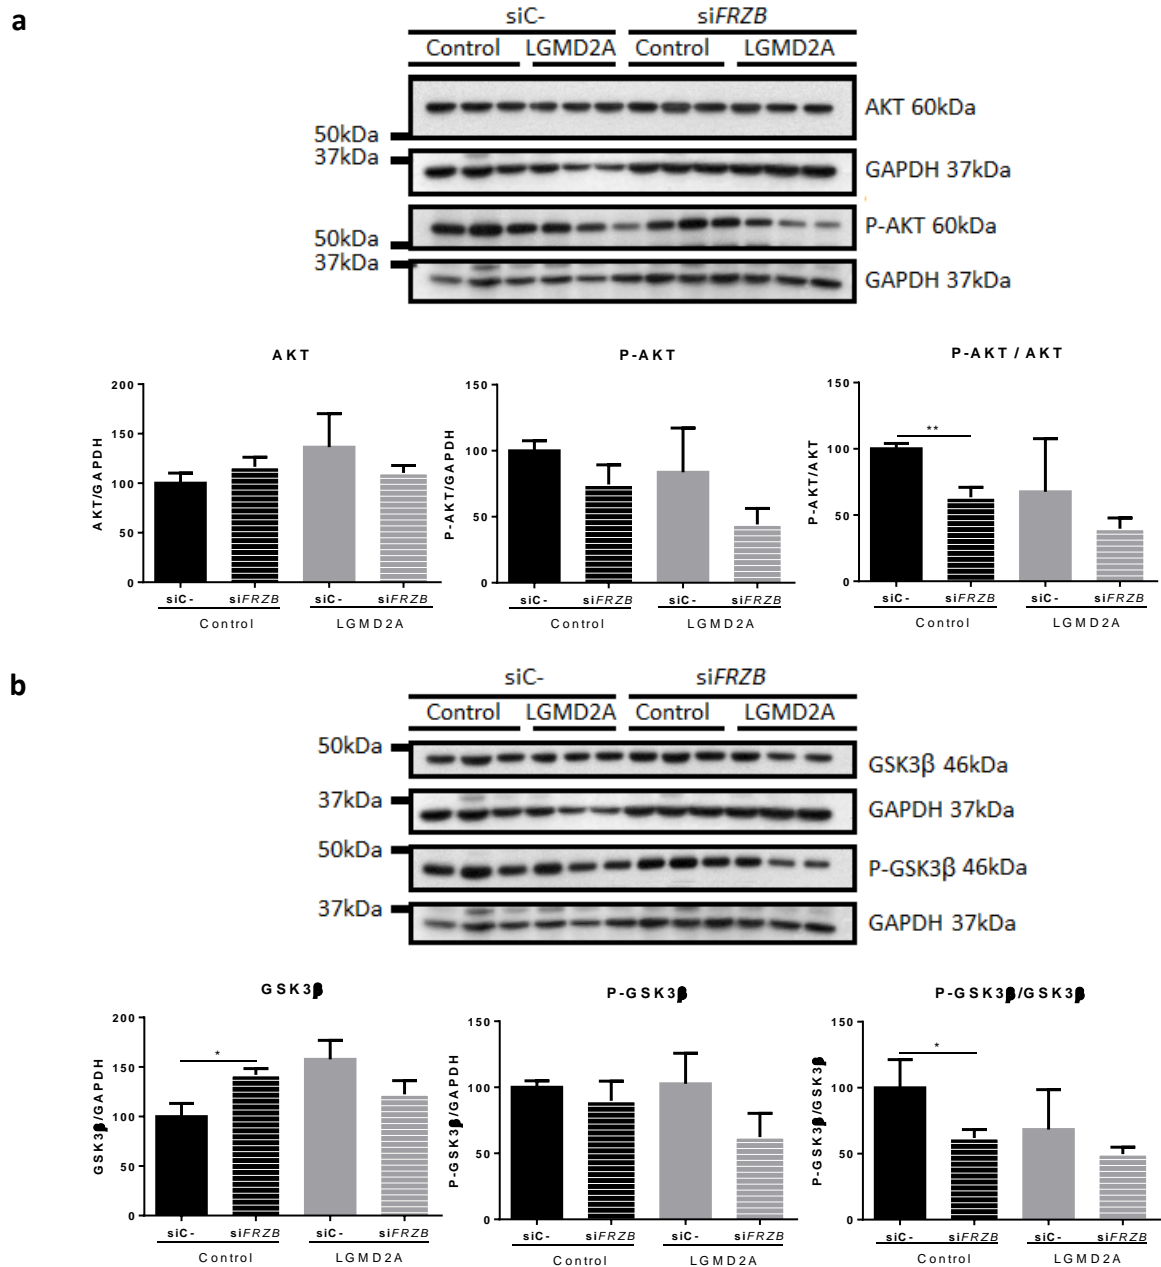 a
siC-
siFRZB
Control
LGMD2A
Control
LGMD2A
AKT 60kDa
50kDa
37kDa
GAPDH 37kDa
P-AKT 60kDa
50kDa
37kDa
GAPDH 37kDa
AKT
AKT/GAPDH
200
150
100
50
0
siC-
siFRZB
siC-
siFRZB
Control
LGMD2A
P-AKT
P-AKT/GAPDH
150
100
50
0
siC-
siFRZB
siC-
siFRZB
Control
LGMD2A
P-AKT / AKT
P-AKT/AKT
150
100
50
0
**
siC-
siFRZB
siC-
siFRZB
Control
LGMD2A
b
siC-
siFRZB
Control
LGMD2A
Control
LGMD2A
50kDa
GSK3β 46kDa
37kDa
GAPDH 37kDa
50kDa
P-GSK3β 46kDa
37kDa
GAPDH 37kDa
GSK3β
GSK3β/GAPDH
200
150
100
50
0
*
siC-
siFRZB
siC-
siFRZB
Control
LGMD2A
P-GSK3β
P-GSK3β/GAPDH
150
100
50
0
siC-
siFRZB
siC-
siFRZB
Control
LGMD2A
P-GSK3β/GSK3β
P-GSK3β/GSK3β
150
100
50
0
*
siC-
siFRZB
siC-
siFRZB
Control
LGMD2A